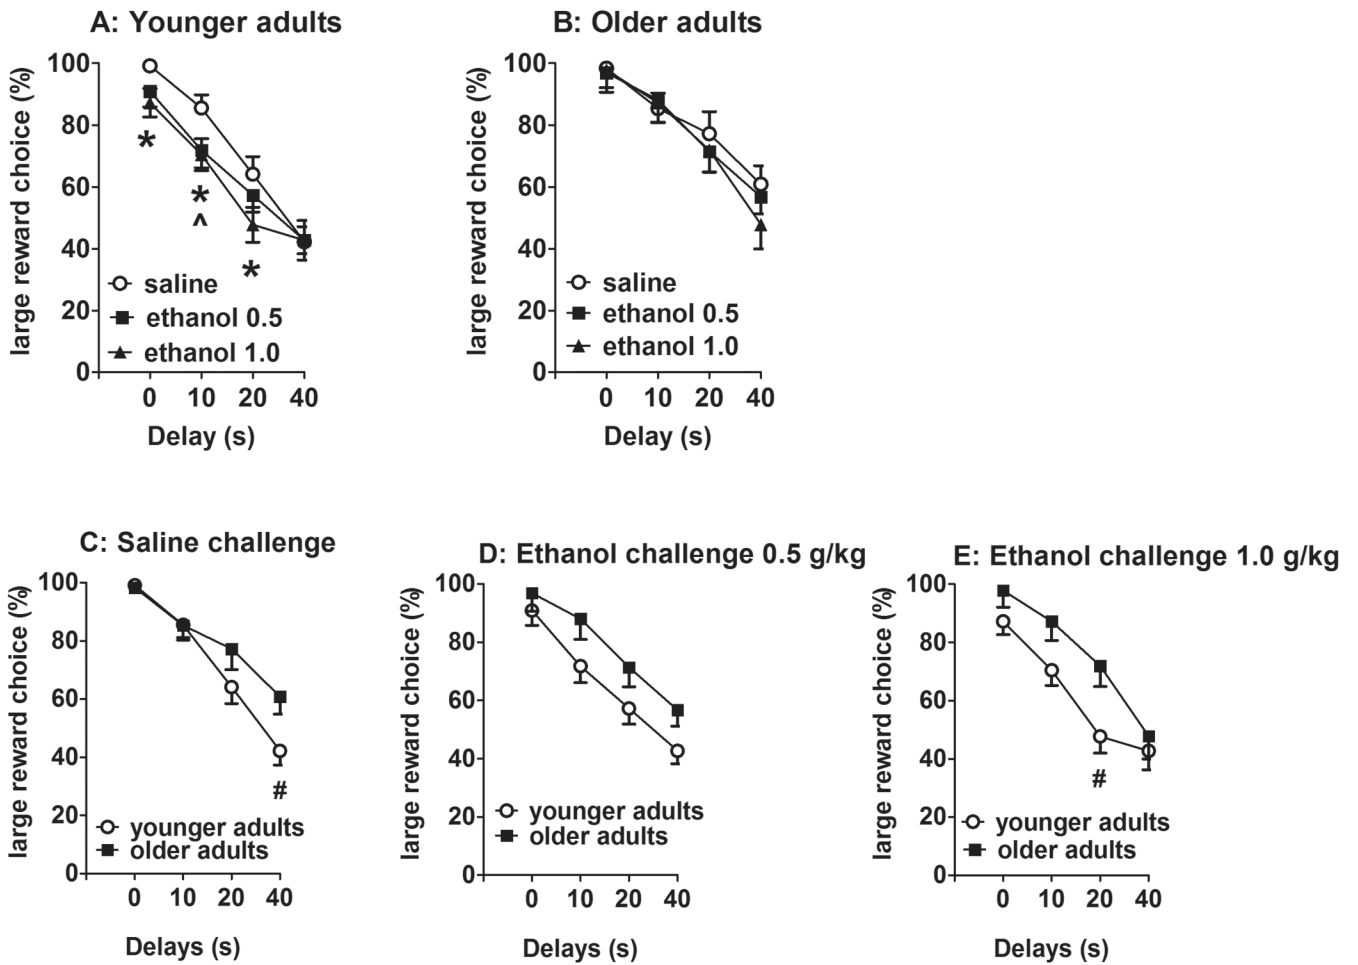 A: Younger adults
large reward choice (%)
100
80
60
40
20
0
*
*
^
*
saline
ethanol 0.5
ethanol 1.0
0 10 20 40
Delay (s)
B: Older adults
large reward choice (%)
100
80
60
40
20
0
saline
ethanol 0.5
ethanol 1.0
0 10 20 40
Delay (s)
C: Saline challenge
large reward choice (%)
100
80
60
40
20
0
#
younger adults
older adults
0 10 20 40
Delays (s)
D: Ethanol challenge 0.5 g/kg
large reward choice (%)
100
80
60
40
20
0
younger adults
older adults
0 10 20 40
Delays (s)
E: Ethanol challenge 1.0 g/kg
large reward choice (%)
100
80
60
40
20
0
#
younger adults
older adults
0 10 20 40
Delays (s)